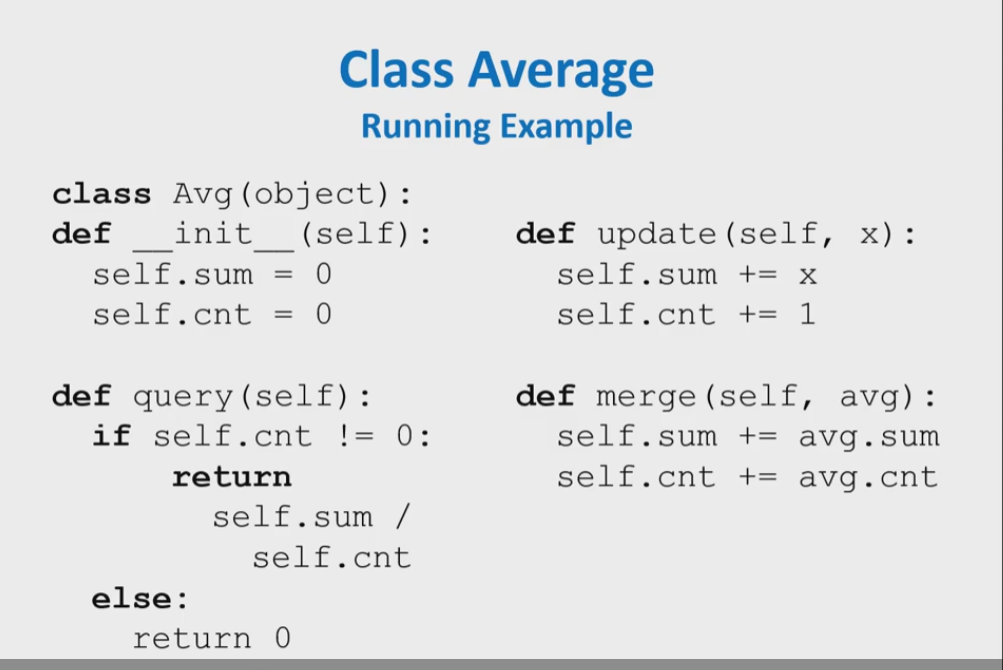 Class Average
Running Example
class Avg(object):
def __init__(self):
self.sum = 0
self.cnt = 0
def query(self):
if self.cnt != 0:
return
self.sum /
self.cnt
else:
return 0
def update(self, x):
self.sum += x
self.cnt += 1
def merge(self, avg):
self.sum += avg.sum
self.cnt += avg.cnt